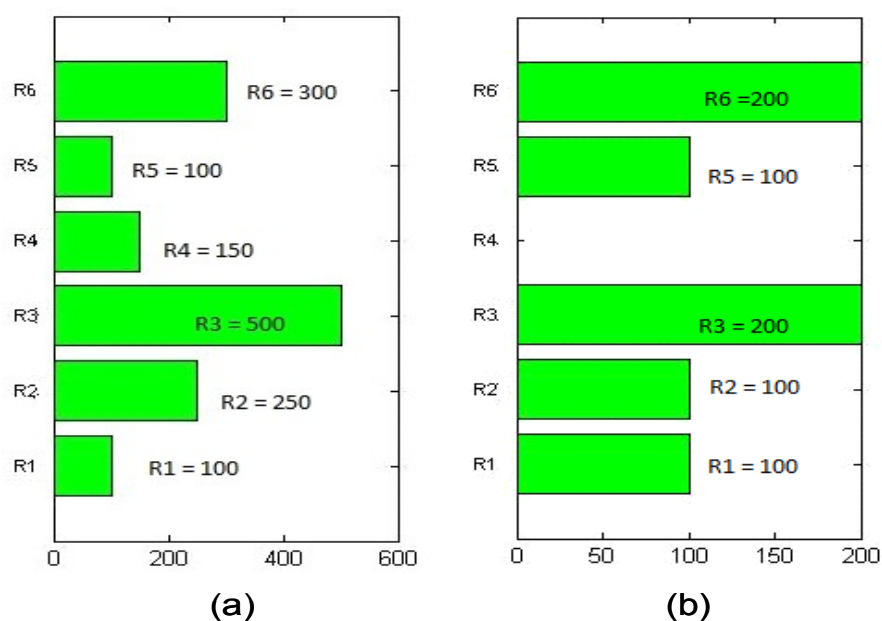 R6
R6 = 300
R5
R5 = 100
R4
R4 = 150
R3
R3 = 500
R2
R2 = 250
R1
R1 = 100
0 200 400 600
(a)
R6
R6 =200
R5
R5 = 100
R4
R3
R3 = 200
R2
R2 = 100
R1
R1 = 100
0 50 100 150 200
(b)